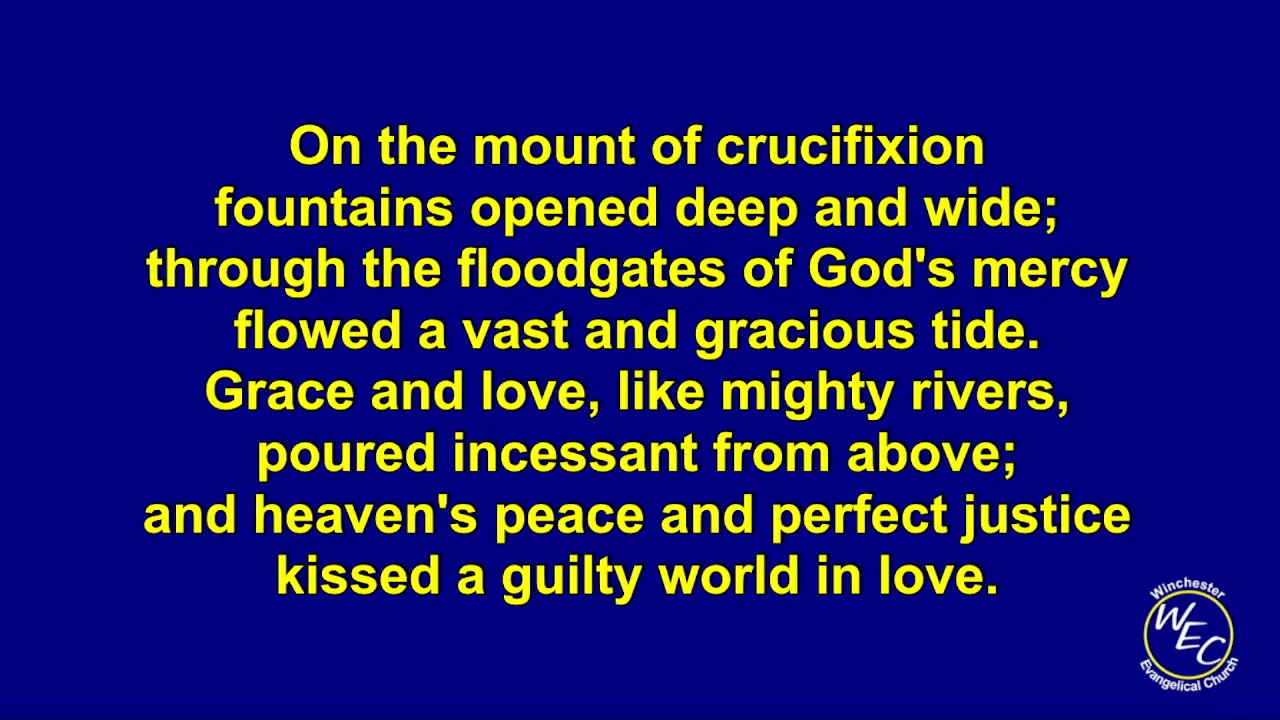 On the mount of crucifixion
fountains opened deep and wide;
through the floodgates of God's mercy
flowed a vast and gracious tide.
Grace and love, like mighty rivers,
poured incessant from above;
and heaven's peace and perfect justice
kissed a guilty world in love.
Winchester
WEC
Evangelical Church